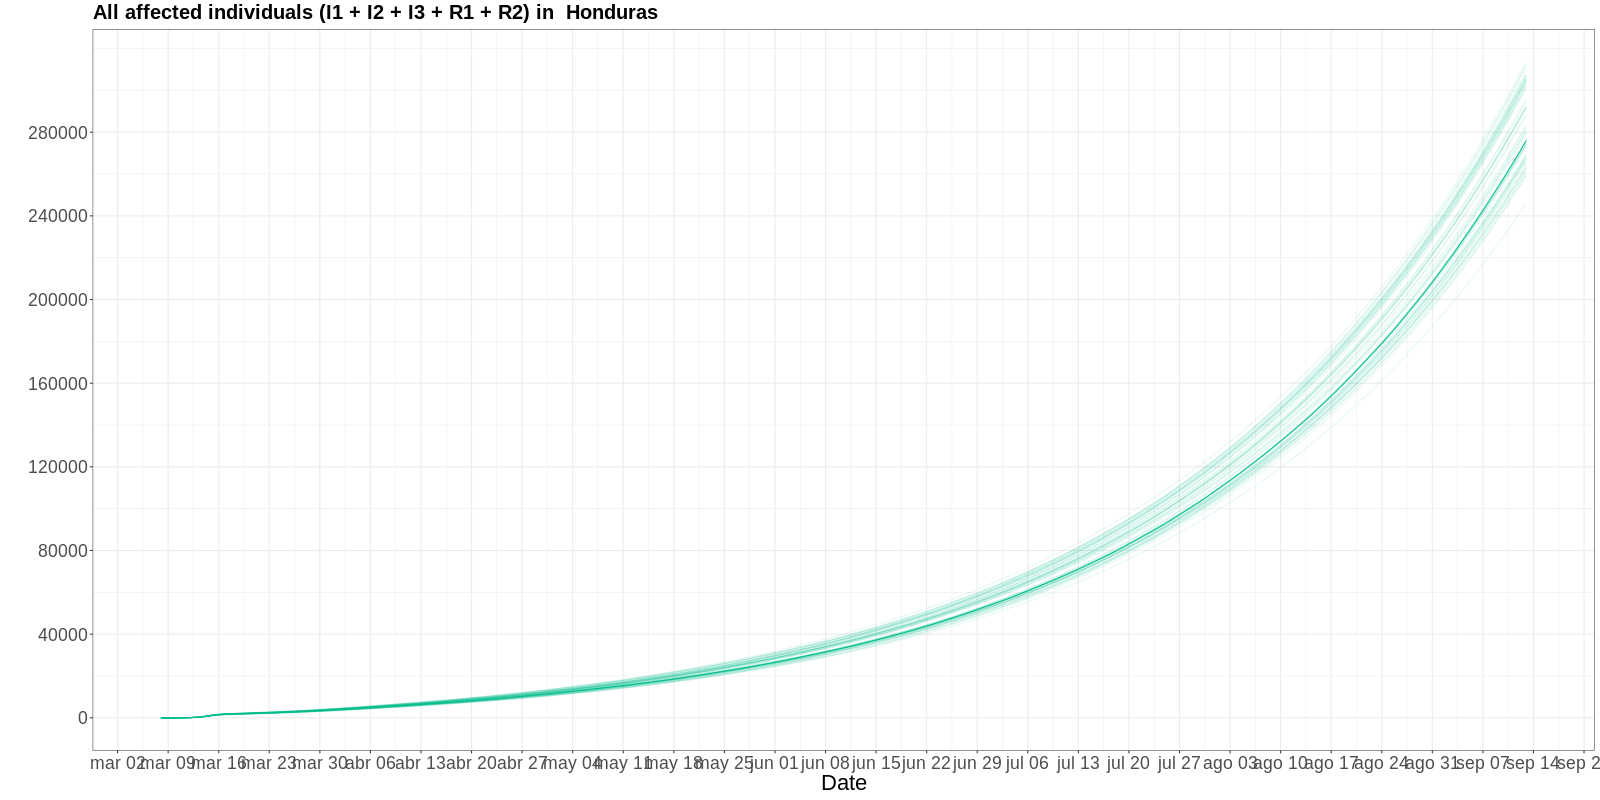 All affected individuals (I1 + I2 + I3 + R1 + R2) in  Honduras
280000
240000
200000
160000
120000
80000
40000
0
mar 02 mar 09 mar 16 mar 23 mar 30 abr 06 abr 13 abr 20 abr 27 may 04 may 11 may 18 may 25 jun 01 jun 08 jun 15 jun 22 jun 29 jul 06 jul 13 jul 20 jul 27 ago 03 ago 10 ago 17 ago 24 ago 31 sep 07 sep 14 sep 2
Date